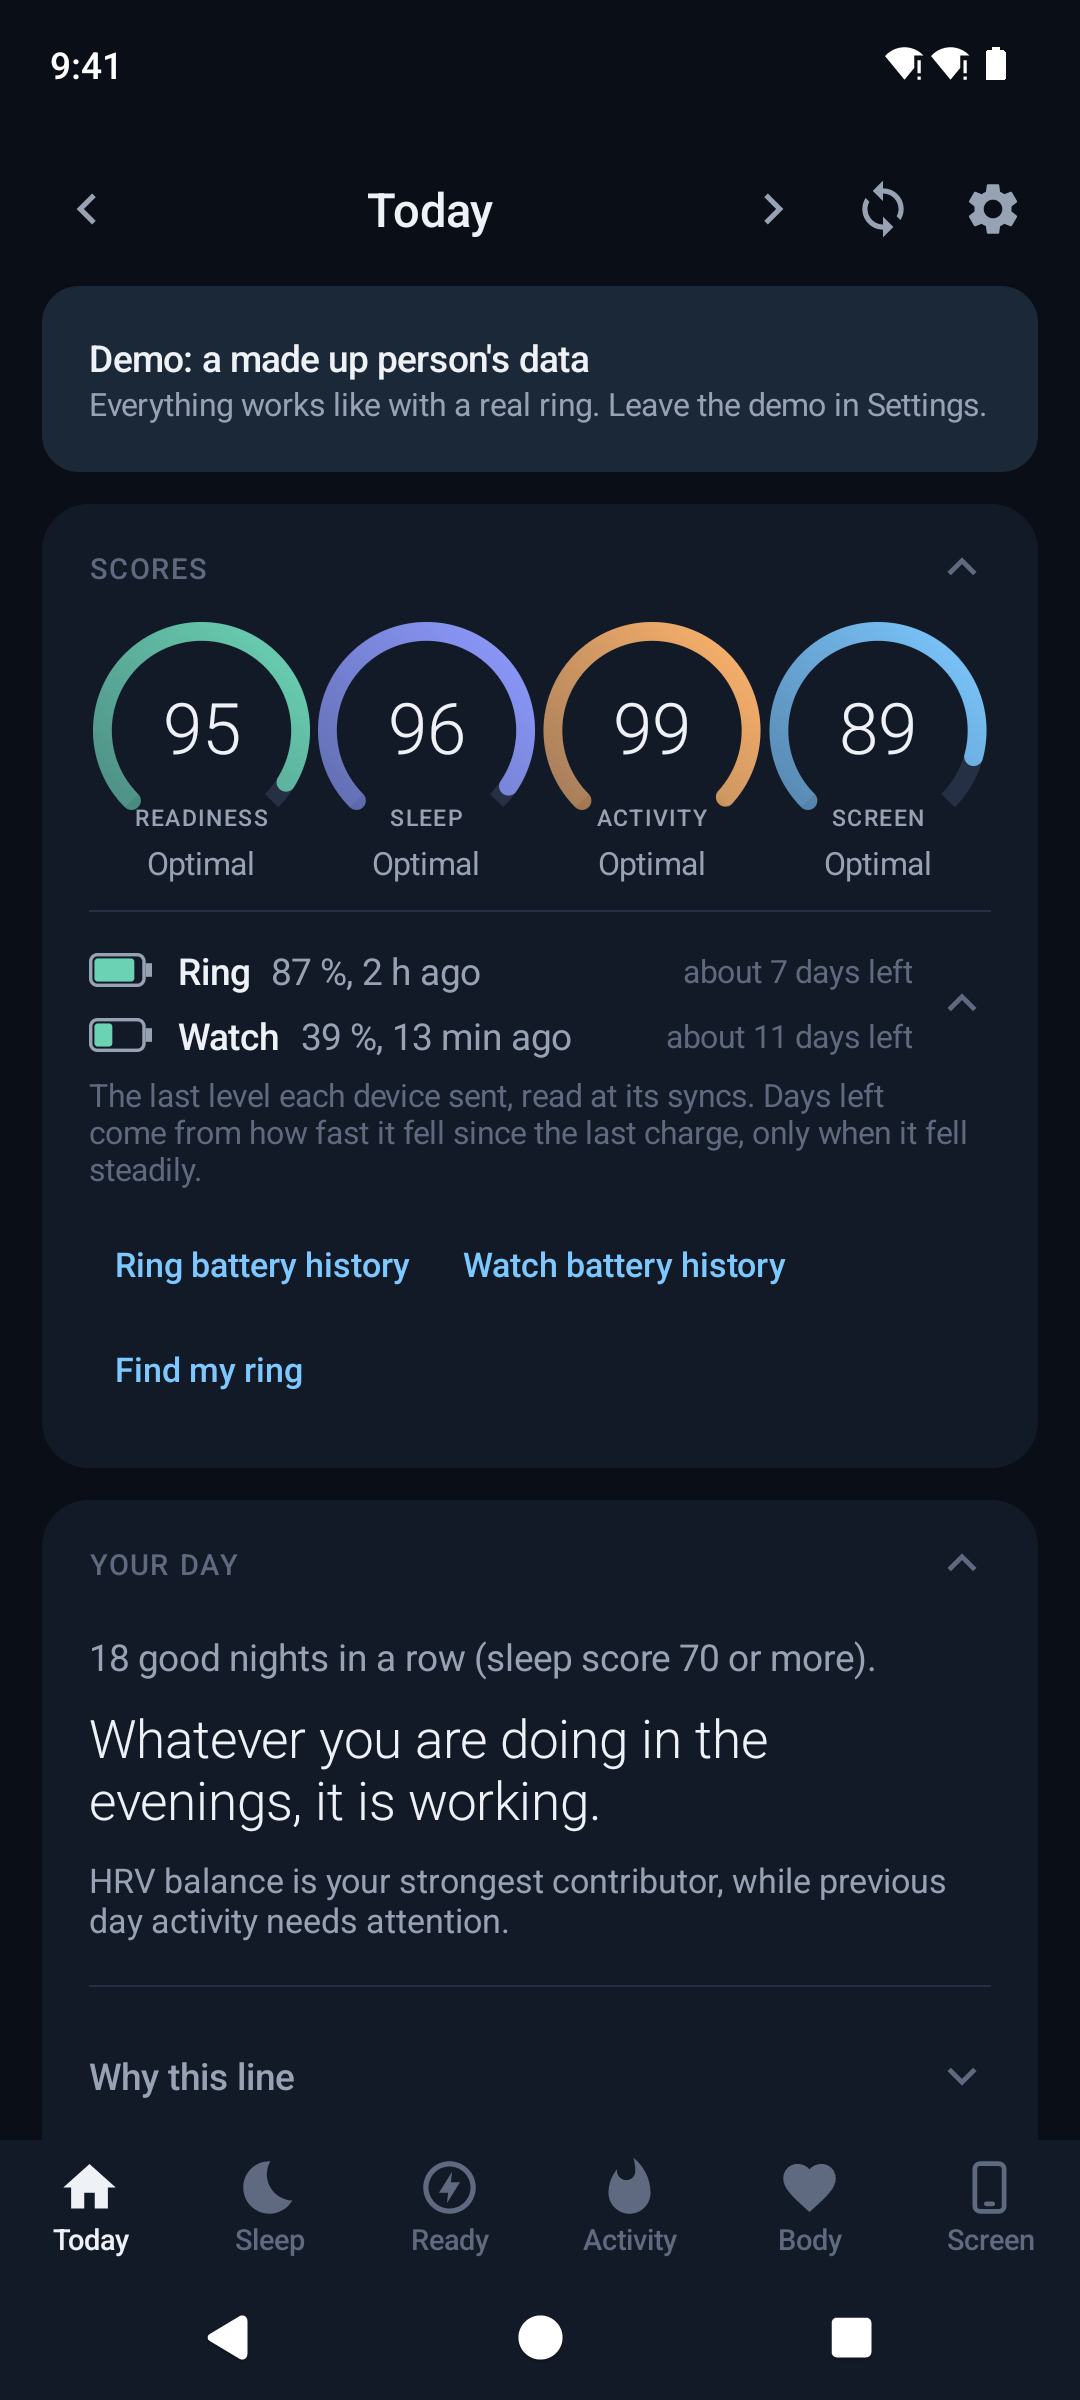 9:41
Today
Demo: a made up person's data
Everything works like with a real ring. Leave the demo in Settings.
SCORES
95 96 99 89
READINESS SLEEP ACTIVITY SCREEN
Optimal Optimal Optimal Optimal
Ring 87 %, 2 h ago about 7 days left
Watch 39 %, 13 min ago about 11 days left
The last level each device sent, read at its syncs. Days left
come from how fast it fell since the last charge, only when it fell
steadily.
Ring battery history Watch battery history
Find my ring
YOUR DAY
18 good nights in a row (sleep score 70 or more).
Whatever you are doing in the
evenings, it is working.
HRV balance is your strongest contributor, while previous
day activity needs attention.
Why this line
Today Sleep Ready Activity Body Screen